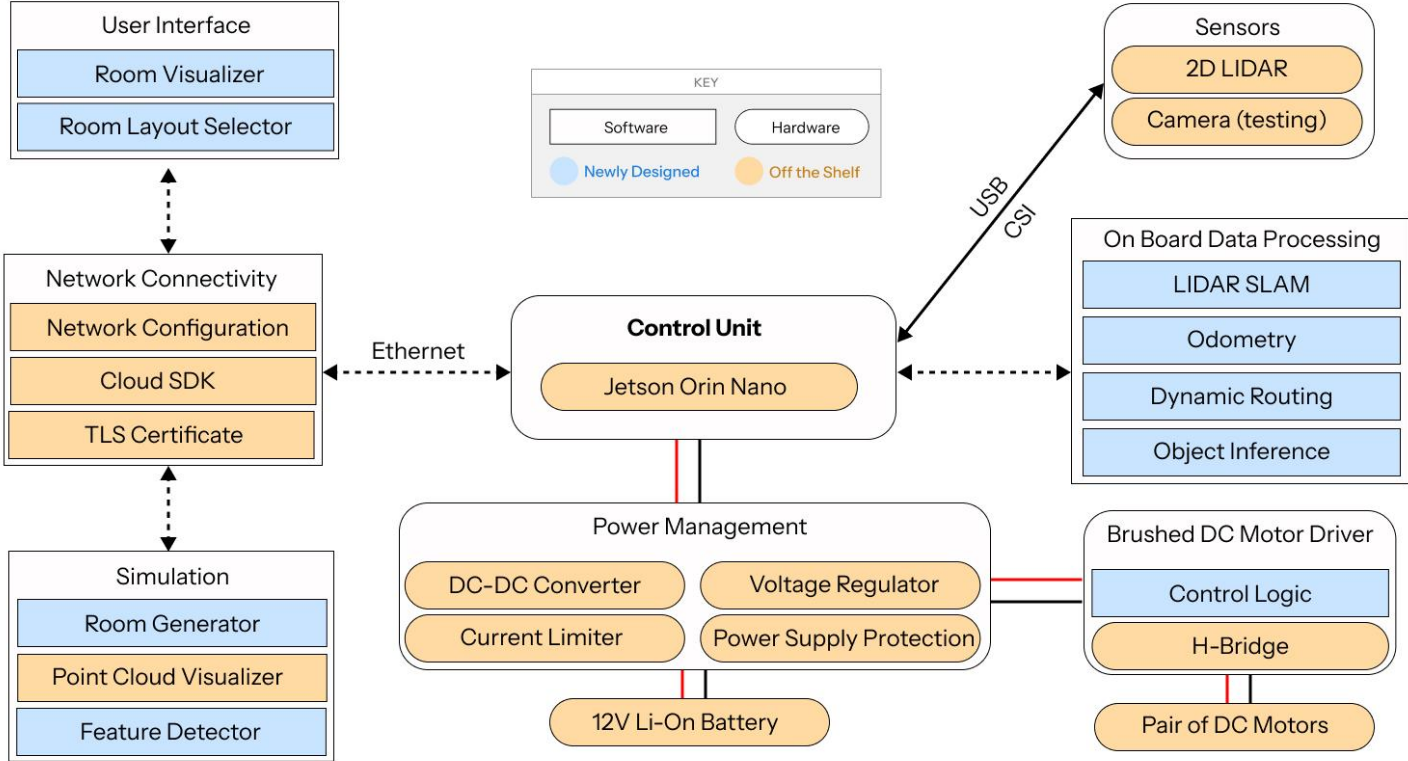 User Interface
Room Visualizer
Room Layout Selector
KEY
Software
Hardware
Newly Designed
Off the Shelf
Sensors
2D LIDAR
Camera (testing)
USB
CSI
Network Connectivity
Network Configuration
Cloud SDK
TLS Certificate
Ethernet
Control Unit
Jetson Orin Nano
On Board Data Processing
LIDAR SLAM
Odometry
Dynamic Routing
Object Inference
Simulation
Room Generator
Point Cloud Visualizer
Feature Detector
Power Management
DC-DC Converter
Voltage Regulator
Current Limiter
Power Supply Protection
12V Li-On Battery
Brushed DC Motor Driver
Control Logic
H-Bridge
Pair of DC Motors